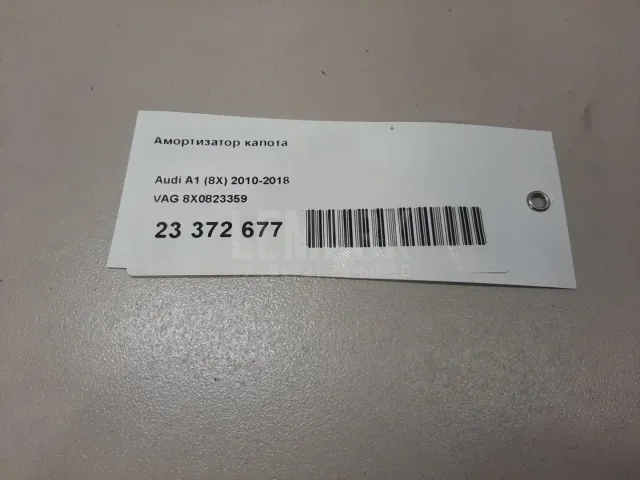 Амортизатор капота
Audi A1 (8X) 2010-2018
VAG 8X0823359
23 372 677